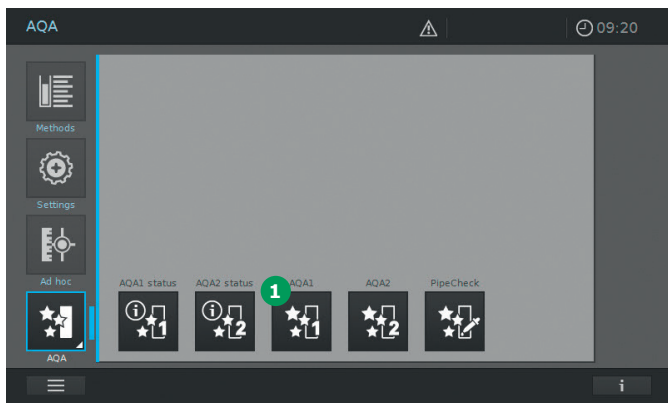 AQA
09:20
Methods
Settings
Ad hoc
AQA
AQA1 status
AQA2 status
AQA1
AQA2
PipeCheck
1
2
1
1
2
i